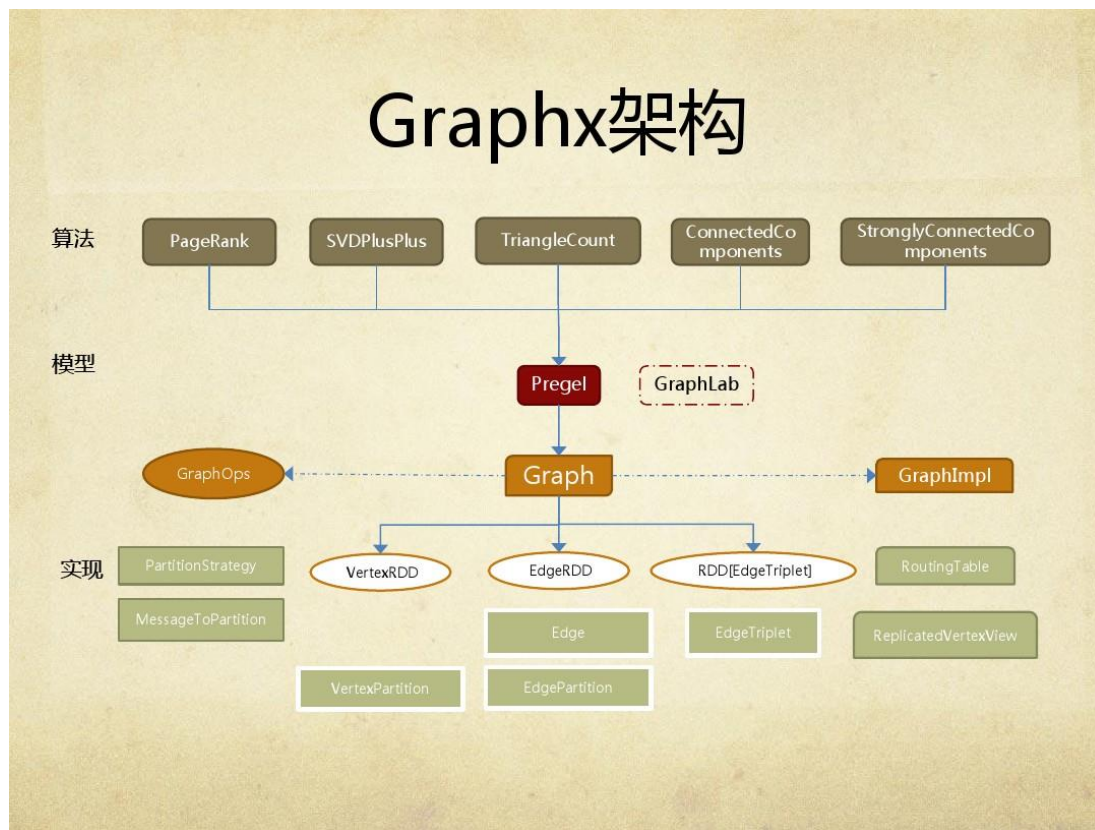 Graphx架构
算法
PageRank
SVDPlusPlus
TriangleCount
ConnectedCo
mponents
StronglyConnectedCo
mponents
模型
Pregel
GraphLab
GraphOps
Graph
GraphImpl
实现
PartitionStrategy
VertexRDD
EdgeRDD
RDD[EdgeTriplet]
RoutingTable
MessageToPartition
Edge
EdgeTriplet
ReplicatedVertexView
VertexPartition
EdgePartition